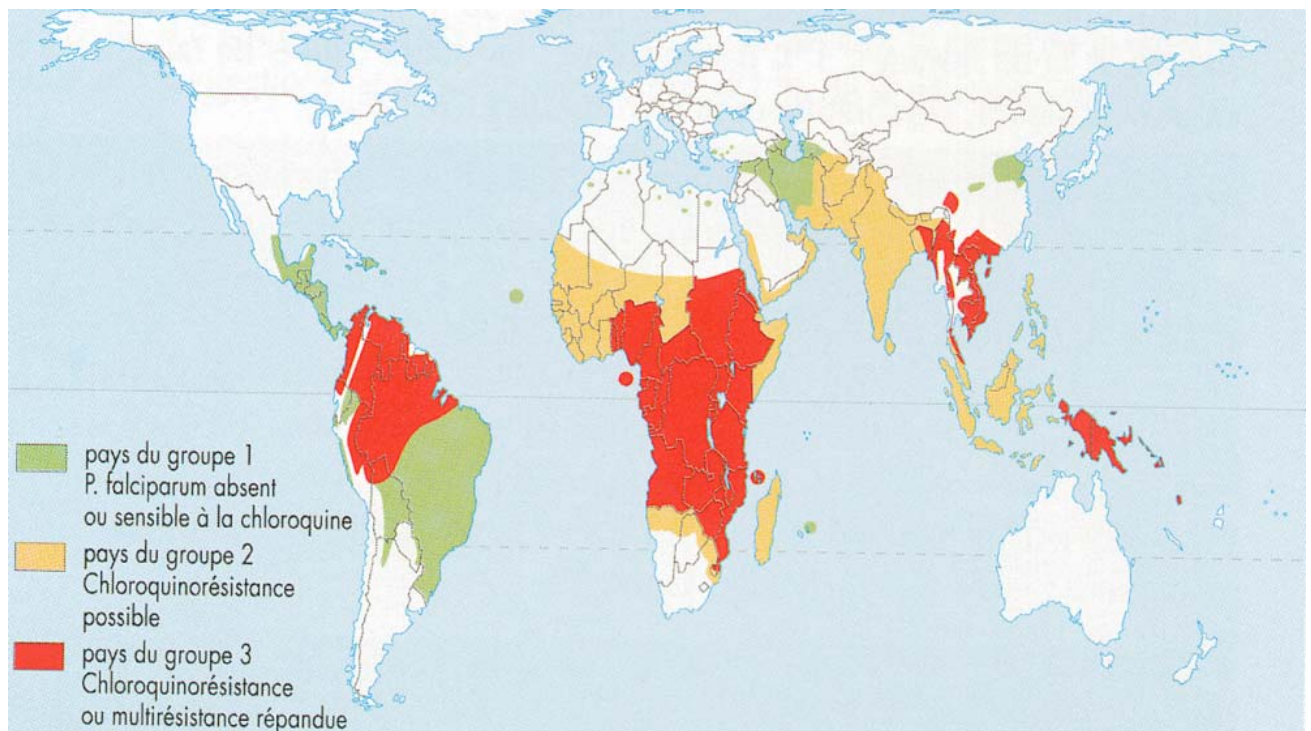 pays du groupe 1
P. falciparum absent
ou sensible à la chloroquine
pays du groupe 2
Chloroquinorésistance
possible
pays du groupe 3
Chloroquinorésistance
ou multirésistance répandue